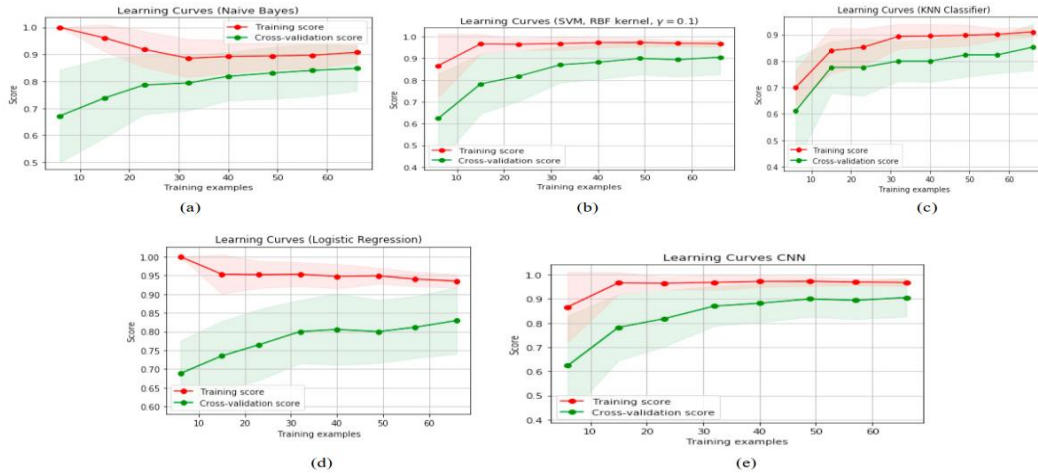 Learning Curves (Naive Bayes)
Score
1.0
0.9
0.8
0.7
0.6
0.5
Training score
Cross-validation score
10 20 30 40 50 60
Training examples
(a)
Learning Curves (SVM, RBF kernel, γ = 0.1)
Score
1.0
0.9
0.8
0.7
0.6
0.5
0.4
Training score
Cross-validation score
10 20 30 40 50 60
Training examples
(b)
Learning Curves (KNN Classifier)
Score
0.9
0.8
0.7
0.6
0.5
0.4
Training score
Cross-validation score
10 20 30 40 50 60
Training examples
(c)
Learning Curves (Logistic Regression)
Score
1.00
0.95
0.90
0.85
0.80
0.75
0.70
0.65
0.60
Training score
Cross-validation score
10 20 30 40 50 60
Training examples
(d)
Learning Curves CNN
Score
1.0
0.9
0.8
0.7
0.6
0.5
0.4
Training score
Cross-validation score
10 20 30 40 50 60
Training examples
(e)